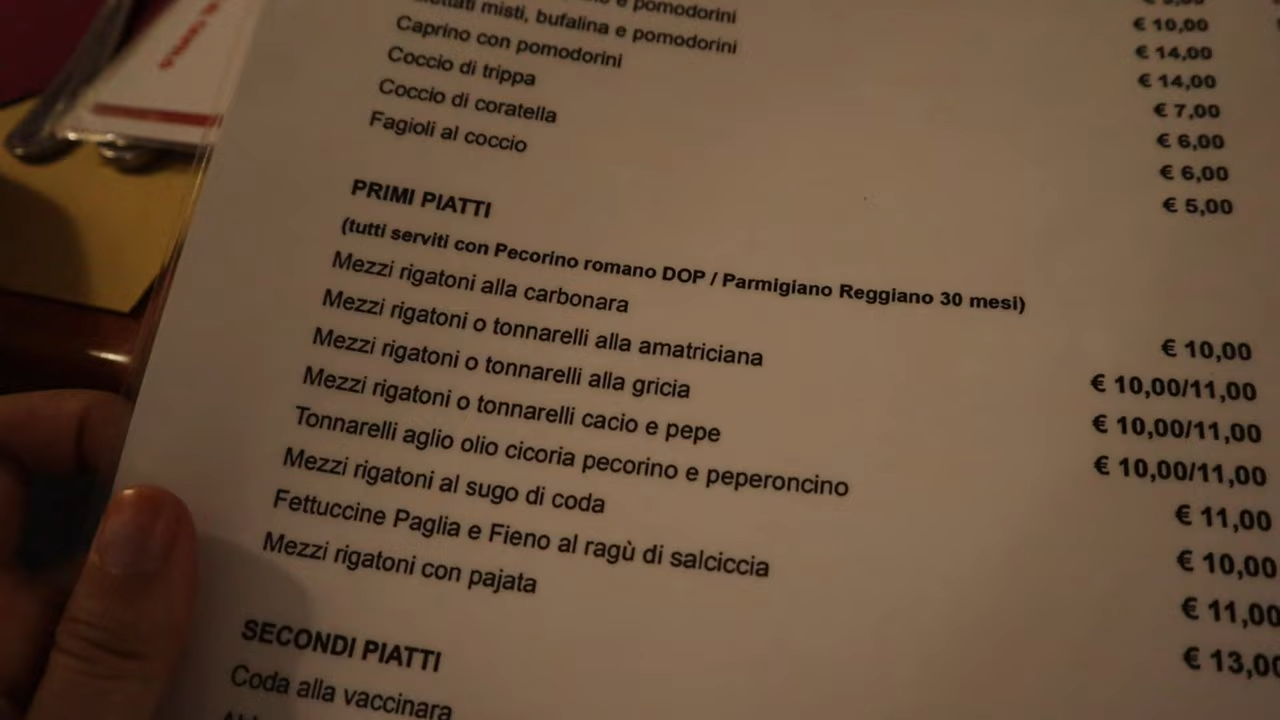 e pomodorini
misti, bufalina e pomodorini € 10,00
Caprino con pomodorini € 14,00
€ 14,00
Coccio di trippa € 7,00
Coccio di coratella € 6,00
Fagioli al coccio € 6,00
€ 5,00
PRIMI PIATTI
(tutti serviti con Pecorino romano DOP / Parmigiano Reggiano 30 mesi)
Mezzi rigatoni alla carbonara € 10,00
Mezzi rigatoni o tonnarelli alla amatriciana € 10,00/11,00
Mezzi rigatoni o tonnarelli alla gricia € 10,00/11,00
Mezzi rigatoni o tonnarelli cacio e pepe € 10,00/11,00
Tonnarelli aglio olio cicoria pecorino e peperoncino € 11,00
Mezzi rigatoni al sugo di coda € 10,00
Fettuccine Paglia e Fieno al ragù di salciccia € 11,00
Mezzi rigatoni con pajata € 13,00
SECONDI PIATTI
Coda alla vaccinara